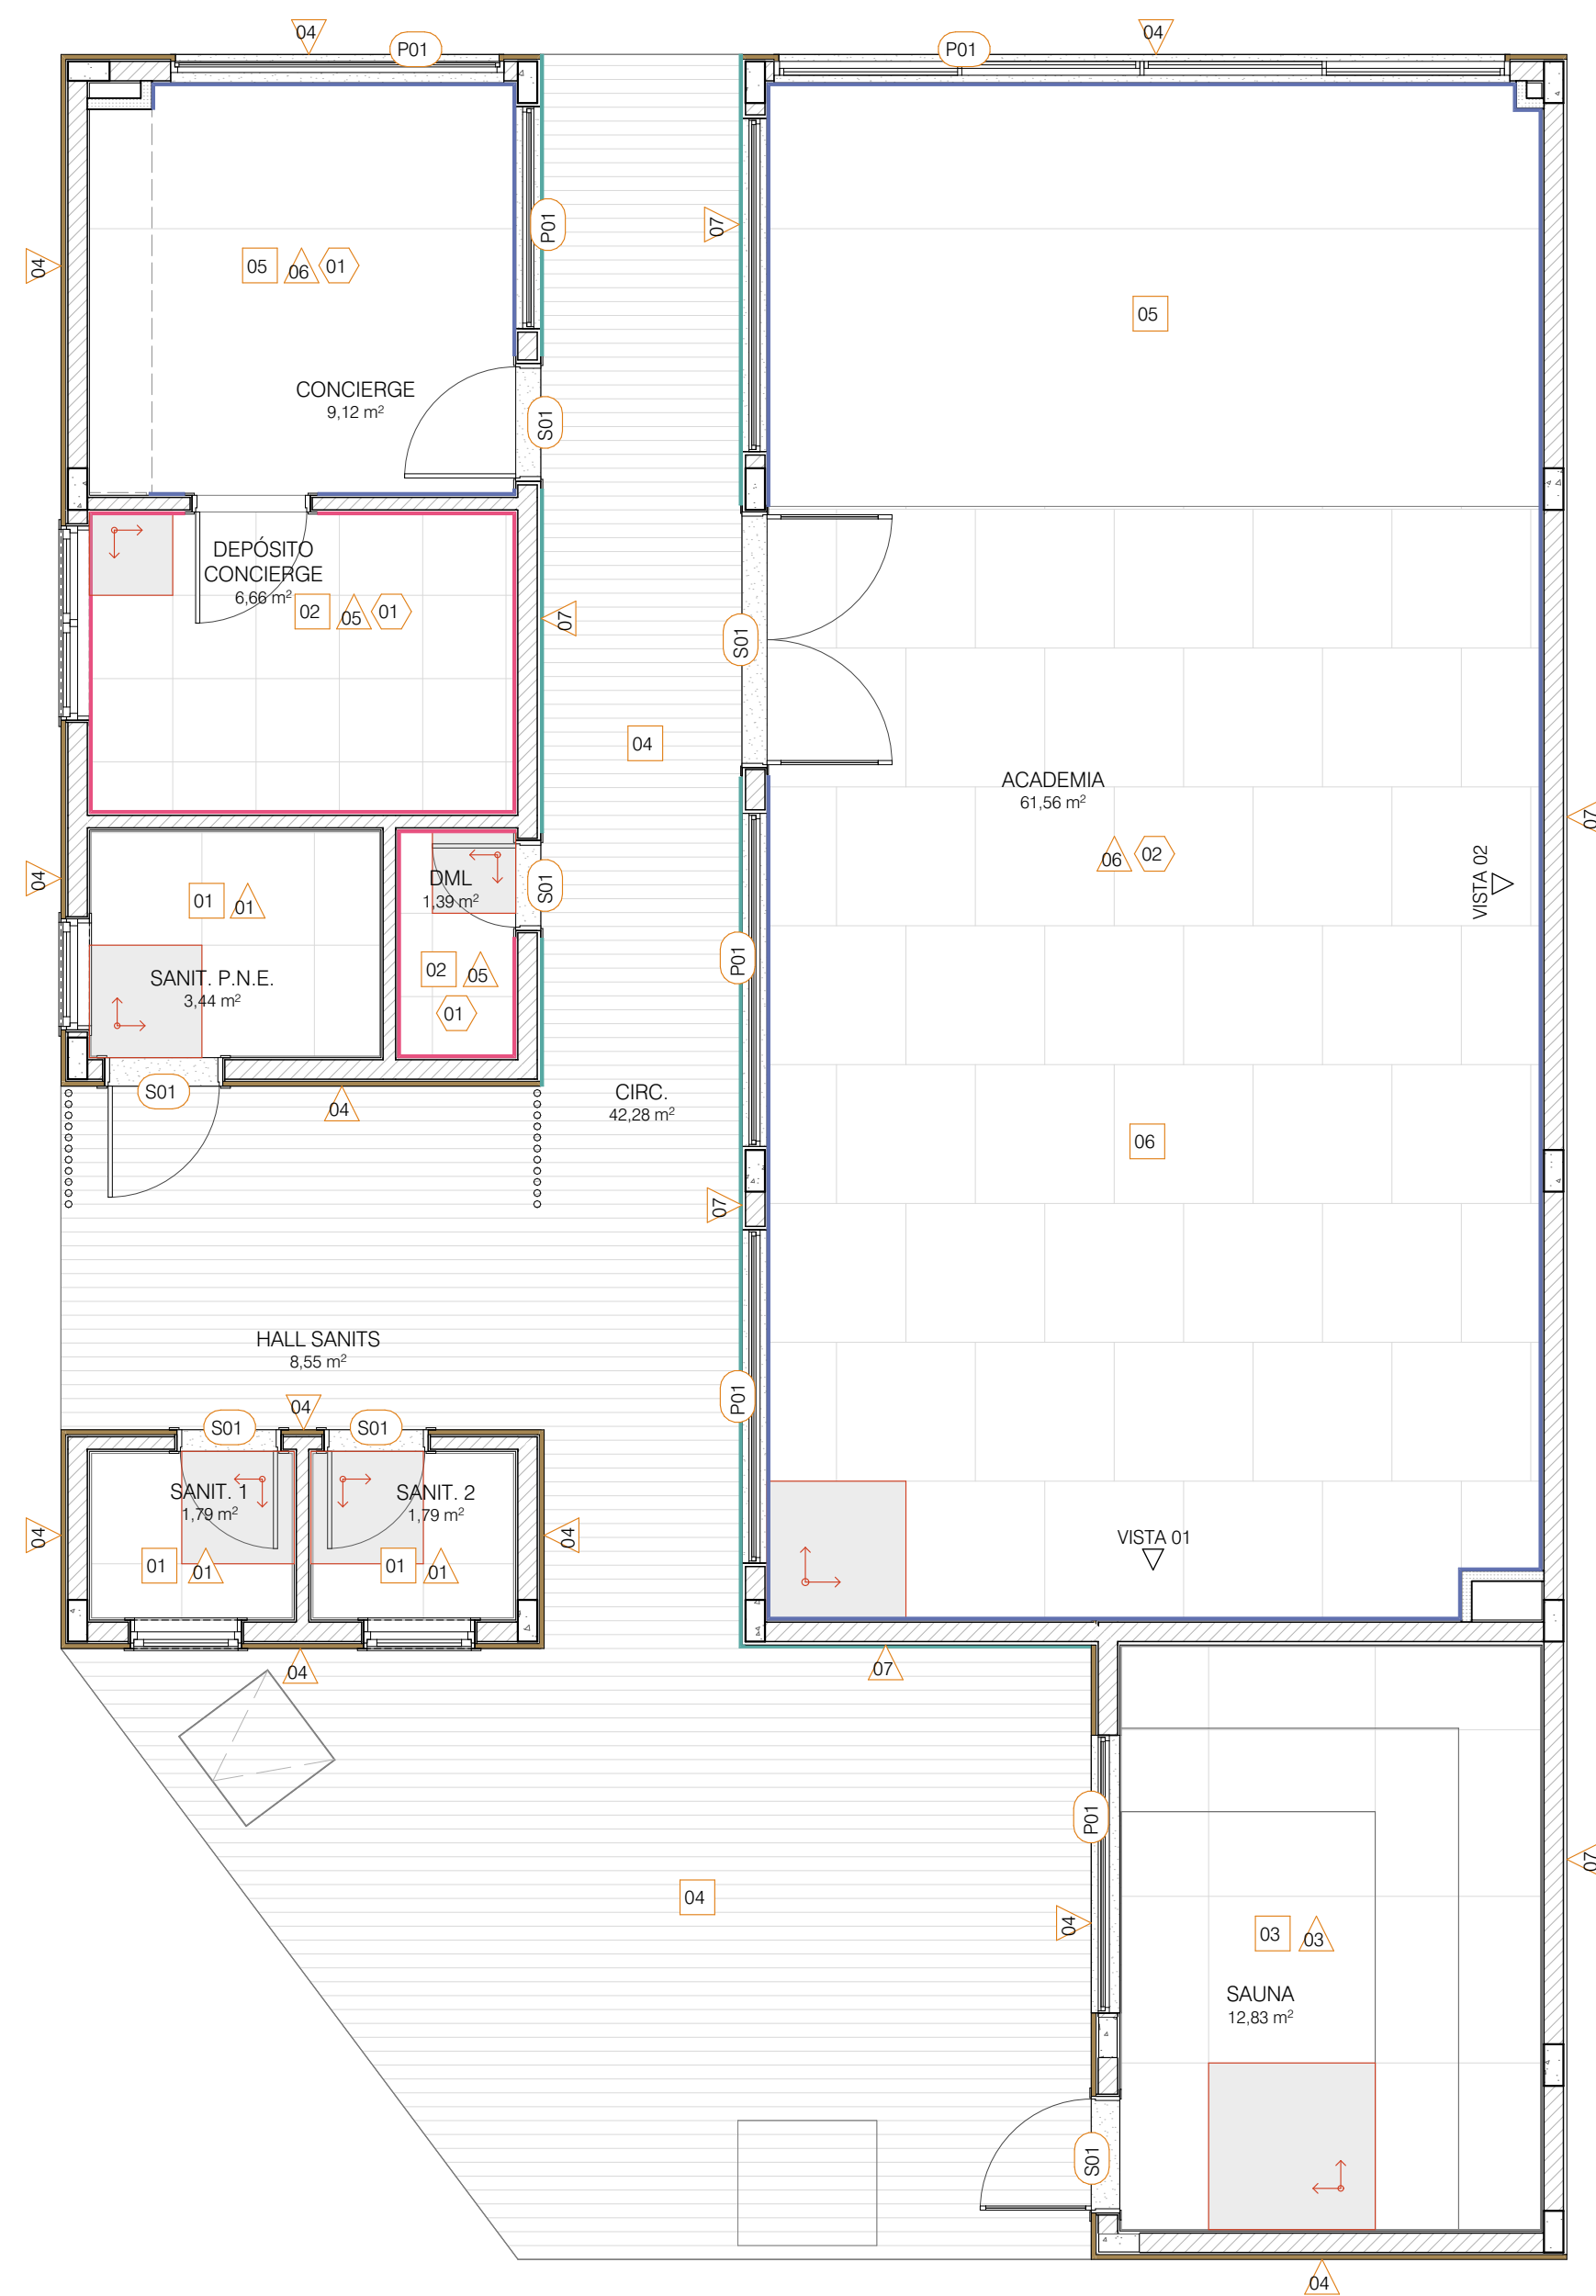 04
P01
P01
04
P01
07
04
05
06
01
05
CONCIERGE
9,12 m²
S01
DEPÓSITO
CONCIERGE
6,66 m²
02
05
01
07
S01
04
ACADEMIA
61,56 m²
07
06
02
VISTA 02
04
DML
1,39 m²
S01
01
01
02
05
01
SANIT. P.N.E.
3,44 m²
P01
S01
04
CIRC.
42,28 m²
06
07
HALL SANITS
8,55 m²
P01
04
S01
S01
SANIT. 1
1,79 m²
SANIT. 2
1,79 m²
04
04
01
01
01
01
VISTA 01
04
07
P01
07
04
04
03
03
SAUNA
12,83 m²
S01
04